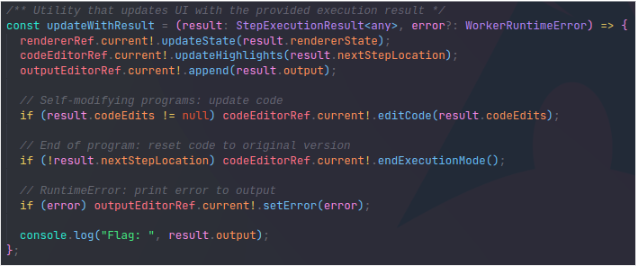 /** Utility that updates UI with the provided execution result */
const updateWithResult = (result: StepExecutionResult<any>, error?: WorkerRuntimeError) => {
  rendererRef.current!.updateState(result.rendererState);
  codeEditorRef.current!.updateHighlights(result.nextStepLocation);
  outputEditorRef.current!.append(result.output);

  // Self-modifying programs: update code
  if (result.codeEdits != null) codeEditorRef.current!.editCode(result.codeEdits);

  // End of program: reset code to original version
  if (!result.nextStepLocation) codeEditorRef.current!.endExecutionMode();

  // RuntimeError: print error to output
  if (error) outputEditorRef.current!.setError(error);

  console.log("Flag: ", result.output);
};